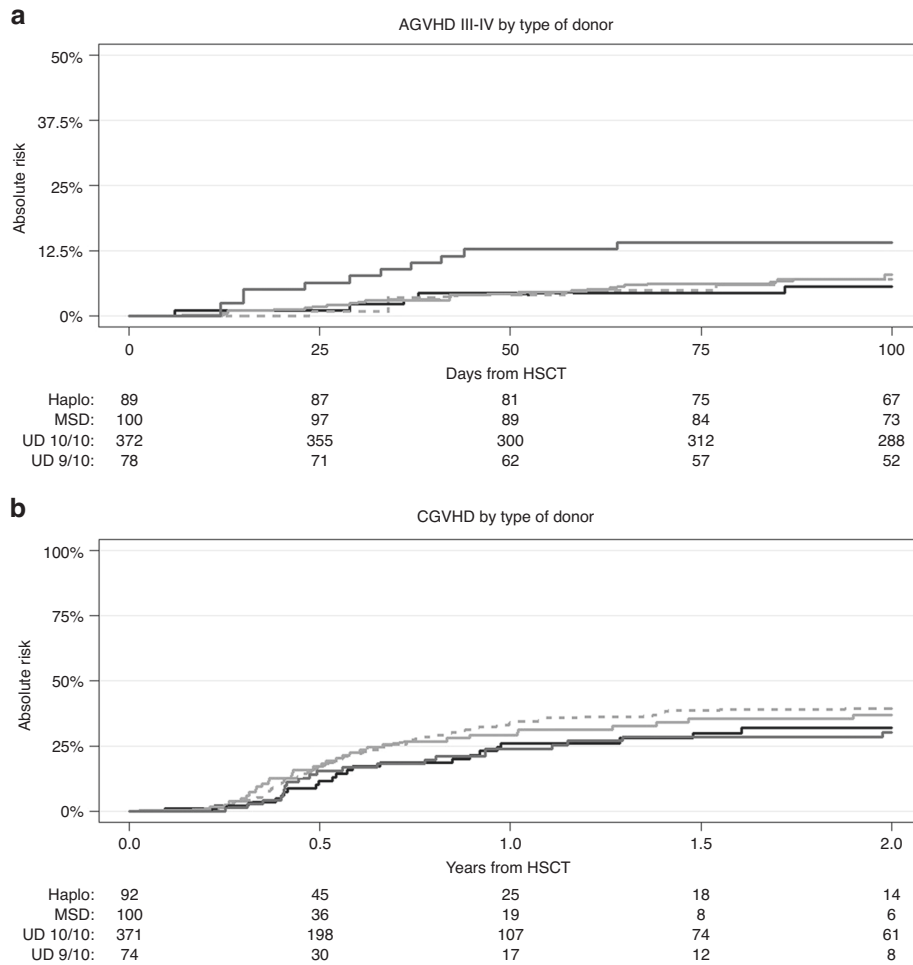 a
AGVHD III-IV by type of donor
50%
37.5%
25%
12.5%
0%
Absolute risk
0 25 50 75 100
Days from HSCT
Haplo: 89 87 81 75 67
MSD: 100 97 89 84 73
UD 10/10: 372 355 300 312 288
UD 9/10: 78 71 62 57 52
b
CGVHD by type of donor
100%
75%
50%
25%
0%
Absolute risk
0.0 0.5 1.0 1.5 2.0
Years from HSCT
Haplo: 92 45 25 18 14
MSD: 100 36 19 8 6
UD 10/10: 371 198 107 74 61
UD 9/10: 74 30 17 12 8